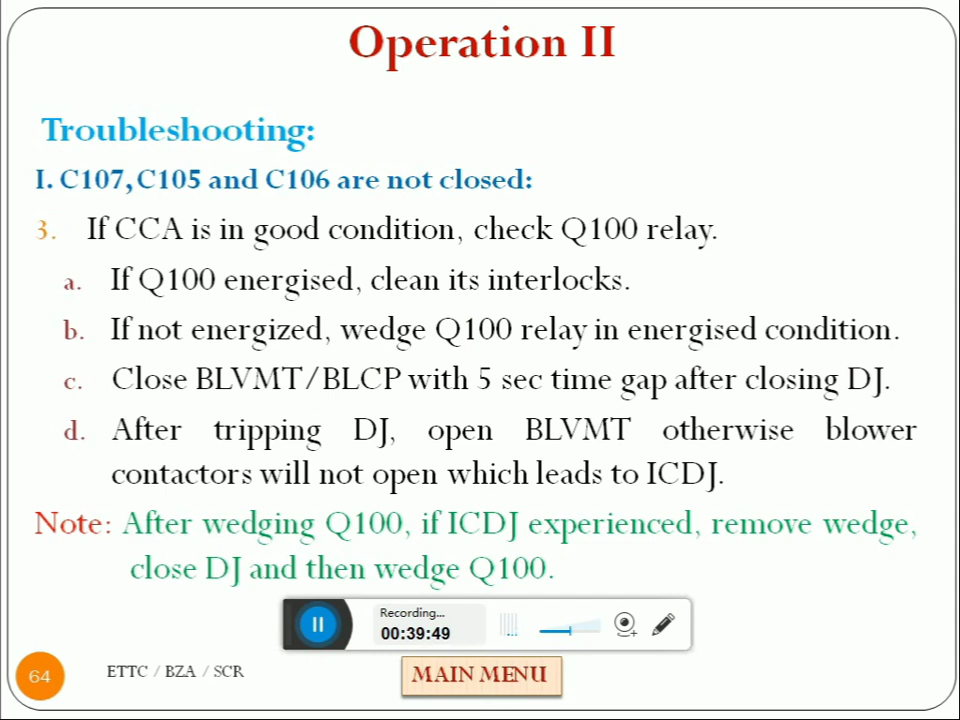 Operation II
Troubleshooting:
I. C107, C105 and C106 are not closed:
3. If CCA is in good condition, check Q100 relay.
a. If Q100 energised, clean its interlocks.
b. If not energized, wedge Q100 relay in energised condition.
c. Close BLVMT/BLCP with 5 sec time gap after closing DJ.
d. After tripping DJ, open BLVMT otherwise blower
contactors will not open which leads to ICDJ.
Note: After wedging Q100, if ICDJ experienced, remove wedge,
close DJ and then wedge Q100.
Recording...
00:39:49
64
ETTC / BZA / SCR
MAIN MENU